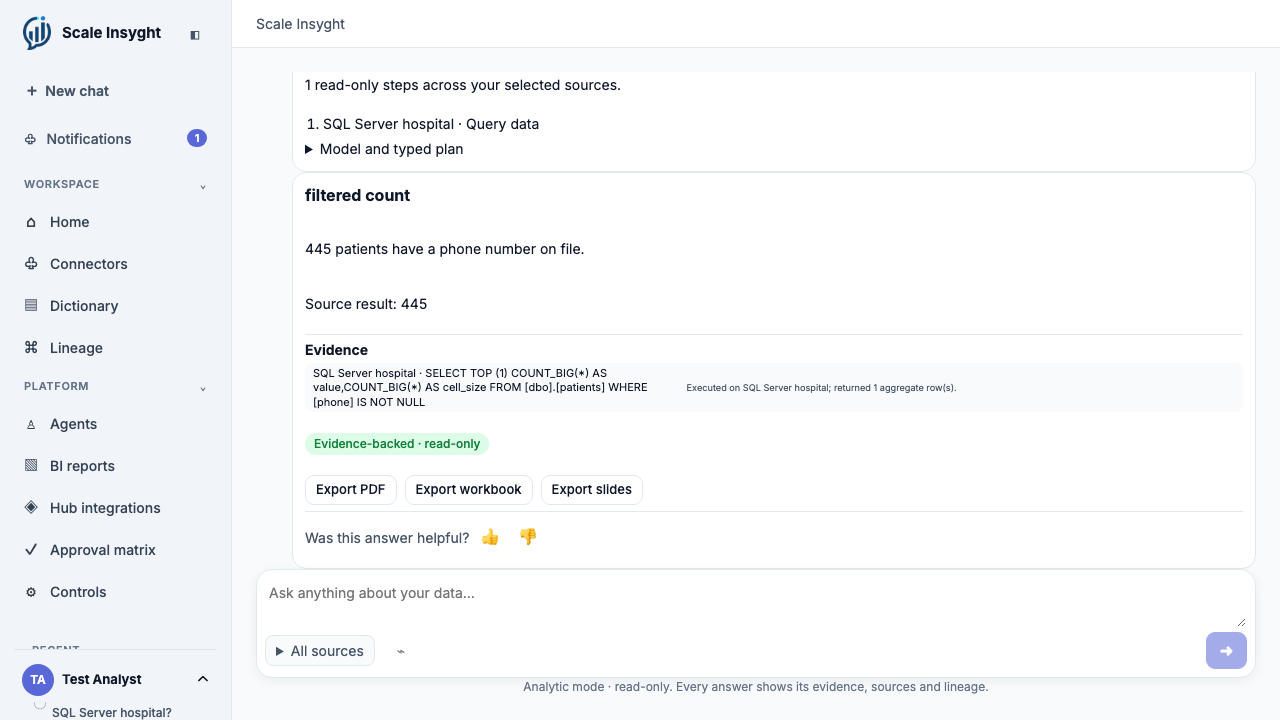 Scale Insyght
+ New chat
Notifications 1
WORKSPACE
Home
Connectors
Dictionary
Lineage
PLATFORM
Agents
BI reports
Hub integrations
Approval matrix
Controls
RECENT
TA Test Analyst
SQL Server hospital?
Scale Insyght
1 read-only steps across your selected sources.
1. SQL Server hospital · Query data
Model and typed plan
filtered count
445 patients have a phone number on file.
Source result: 445
Evidence
SQL Server hospital · SELECT TOP (1) COUNT_BIG(*) AS
value,COUNT_BIG(*) AS cell_size FROM [dbo].[patients] WHERE
[phone] IS NOT NULL
Executed on SQL Server hospital; returned 1 aggregate row(s).
Evidence-backed · read-only
Export PDF Export workbook Export slides
Was this answer helpful?
Ask anything about your data...
All sources
Analytic mode · read-only. Every answer shows its evidence, sources and lineage.